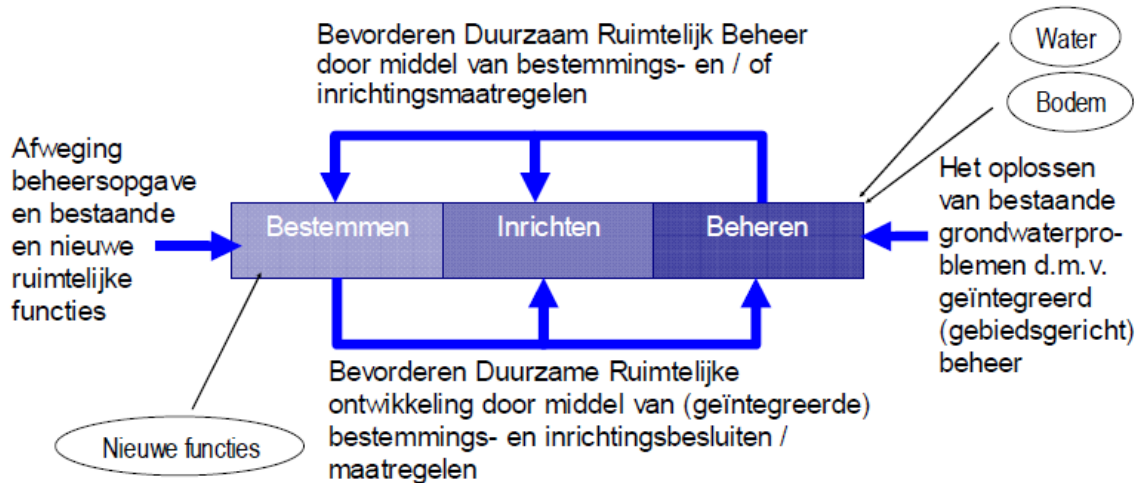 Bevorderen Duurzaam Ruimtelijk Beheer
door middel van bestemmings- en / of
inrichtingsmaatregelen
Water
Bodem
Afweging
beheersopgave
en bestaande
en nieuwe
ruimtelijke
functies
Bestemmen
Inrichten
Beheren
Het oplossen
van bestaande
grondwaterpro-
blemen d.m.v.
geïntegreerd
(gebiedsgericht)
beheer
Bevorderen Duurzame Ruimtelijke
ontwikkeling door middel van (geïntegreerde)
bestemmings- en inrichtingsbesluiten /
maatregelen
Nieuwe functies